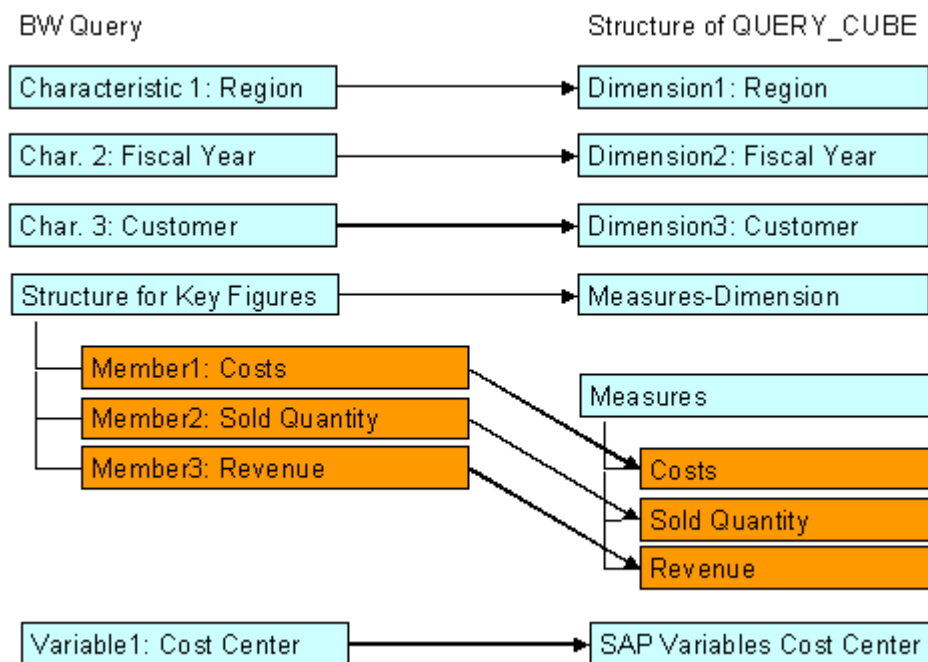 BW Query
Structure of QUERY_CUBE
Characteristic 1: Region
Dimension1: Region
Char. 2: Fiscal Year
Dimension2: Fiscal Year
Char. 3: Customer
Dimension3: Customer
Structure for Key Figures
Measures-Dimension
Member1: Costs
Measures
Member2: Sold Quantity
Member3: Revenue
Costs
Sold Quantity
Revenue
Variable1: Cost Center
SAP Variables Cost Center